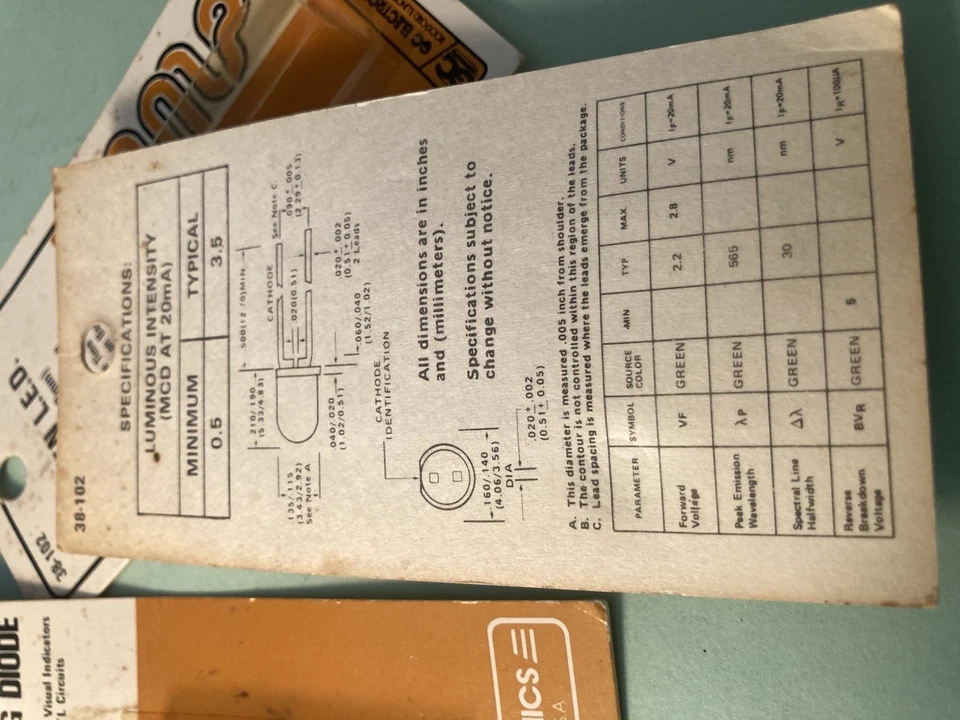 38-102
SPECIFICATIONS:
LUMINOUS INTENSITY
(MCD AT 20mA)
MINIMUM TYPICAL
0.5 3.5
.210/.190
(5.33/4.83)
.500(12.70)MIN
CATHODE
See Note C
.090±.005
(2.29±0.13)
.020(0.51)
.135/.115
(3.43/2.92)
See Note A
.040/.020
(1.02/0.51)
.060/.040
(1.52/1.02)
.020±.002
(0.51±0.05)
2 Leads
CATHODE
IDENTIFICATION
.160/.140
(4.06/3.56)
DIA
.020±.002
(0.51±0.05)
All dimensions are in inches
and (millimeters).
Specifications subject to
change without notice.
A. This diameter is measured .005 inch from shoulder.
B. The contour is not controlled within this region of the leads.
C. Lead spacing is measured where the leads emerge from the package.
PARAMETER SYMBOL SOURCE COLOR MIN TYP MAX UNITS CONDITIONS
Forward Voltage VF GREEN 2.2 2.8 V IF=20mA
Peak Emission Wavelength λP GREEN 565 nm IF=20mA
Spectral Line Halfwidth Δλ GREEN 30 nm IF=20mA
Reverse Breakdown Voltage BVR GREEN 5 V IR=100μA
38-102
N L.E.D
GC ELECTRO
ROCKFORD ILLINOIS
G DIODE
Visual Indicators
L Circuits
NICS
SA